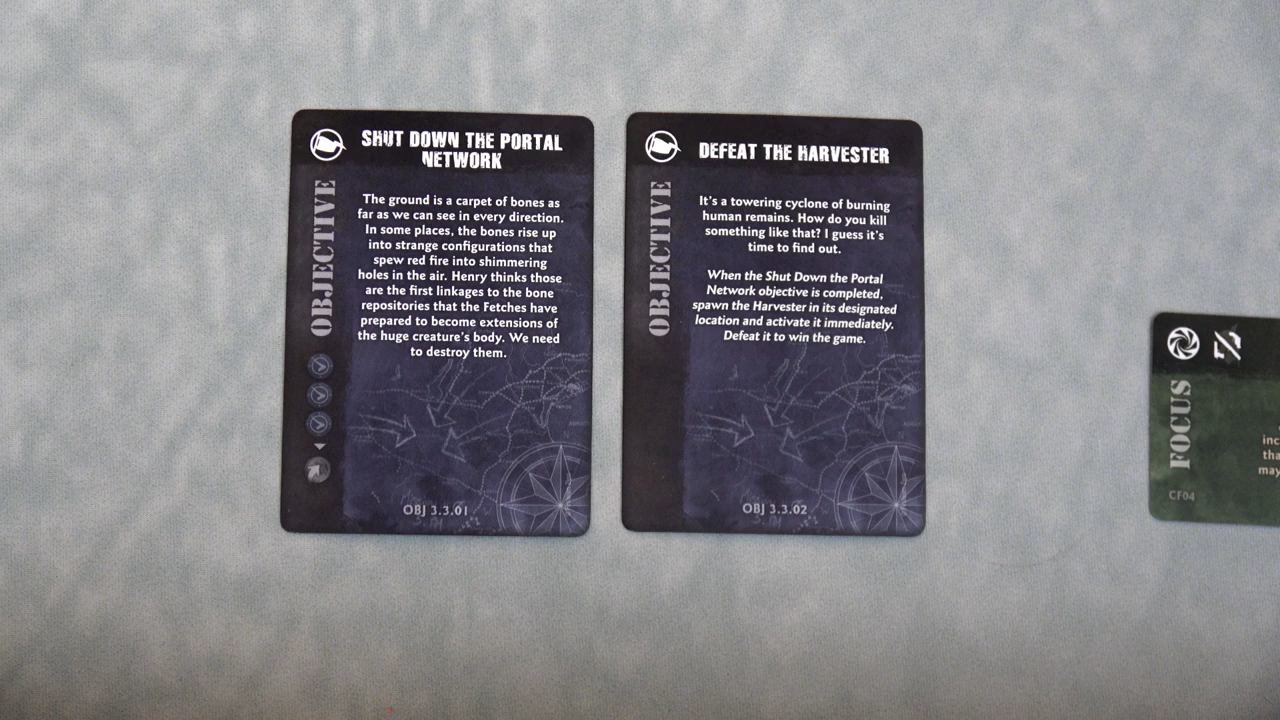 SHUT DOWN THE PORTAL
NETWORK
OBJECTIVE
The ground is a carpet of bones as
far as we can see in every direction.
In some places, the bones rise up
into strange configurations that
spew red fire into shimmering
holes in the air. Henry thinks those
are the first linkages to the bone
repositories that the Fetches have
prepared to become extensions of
the huge creature's body. We need
to destroy them.
OBJ 3.3.01
DEFEAT THE HARVESTER
OBJECTIVE
It's a towering cyclone of burning
human remains. How do you kill
something like that? I guess it's
time to find out.
When the Shut Down the Portal
Network objective is completed,
spawn the Harvester in its designated
location and activate it immediately.
Defeat it to win the game.
OBJ 3.3.02
FOCUS
inc
tha
may
CF04